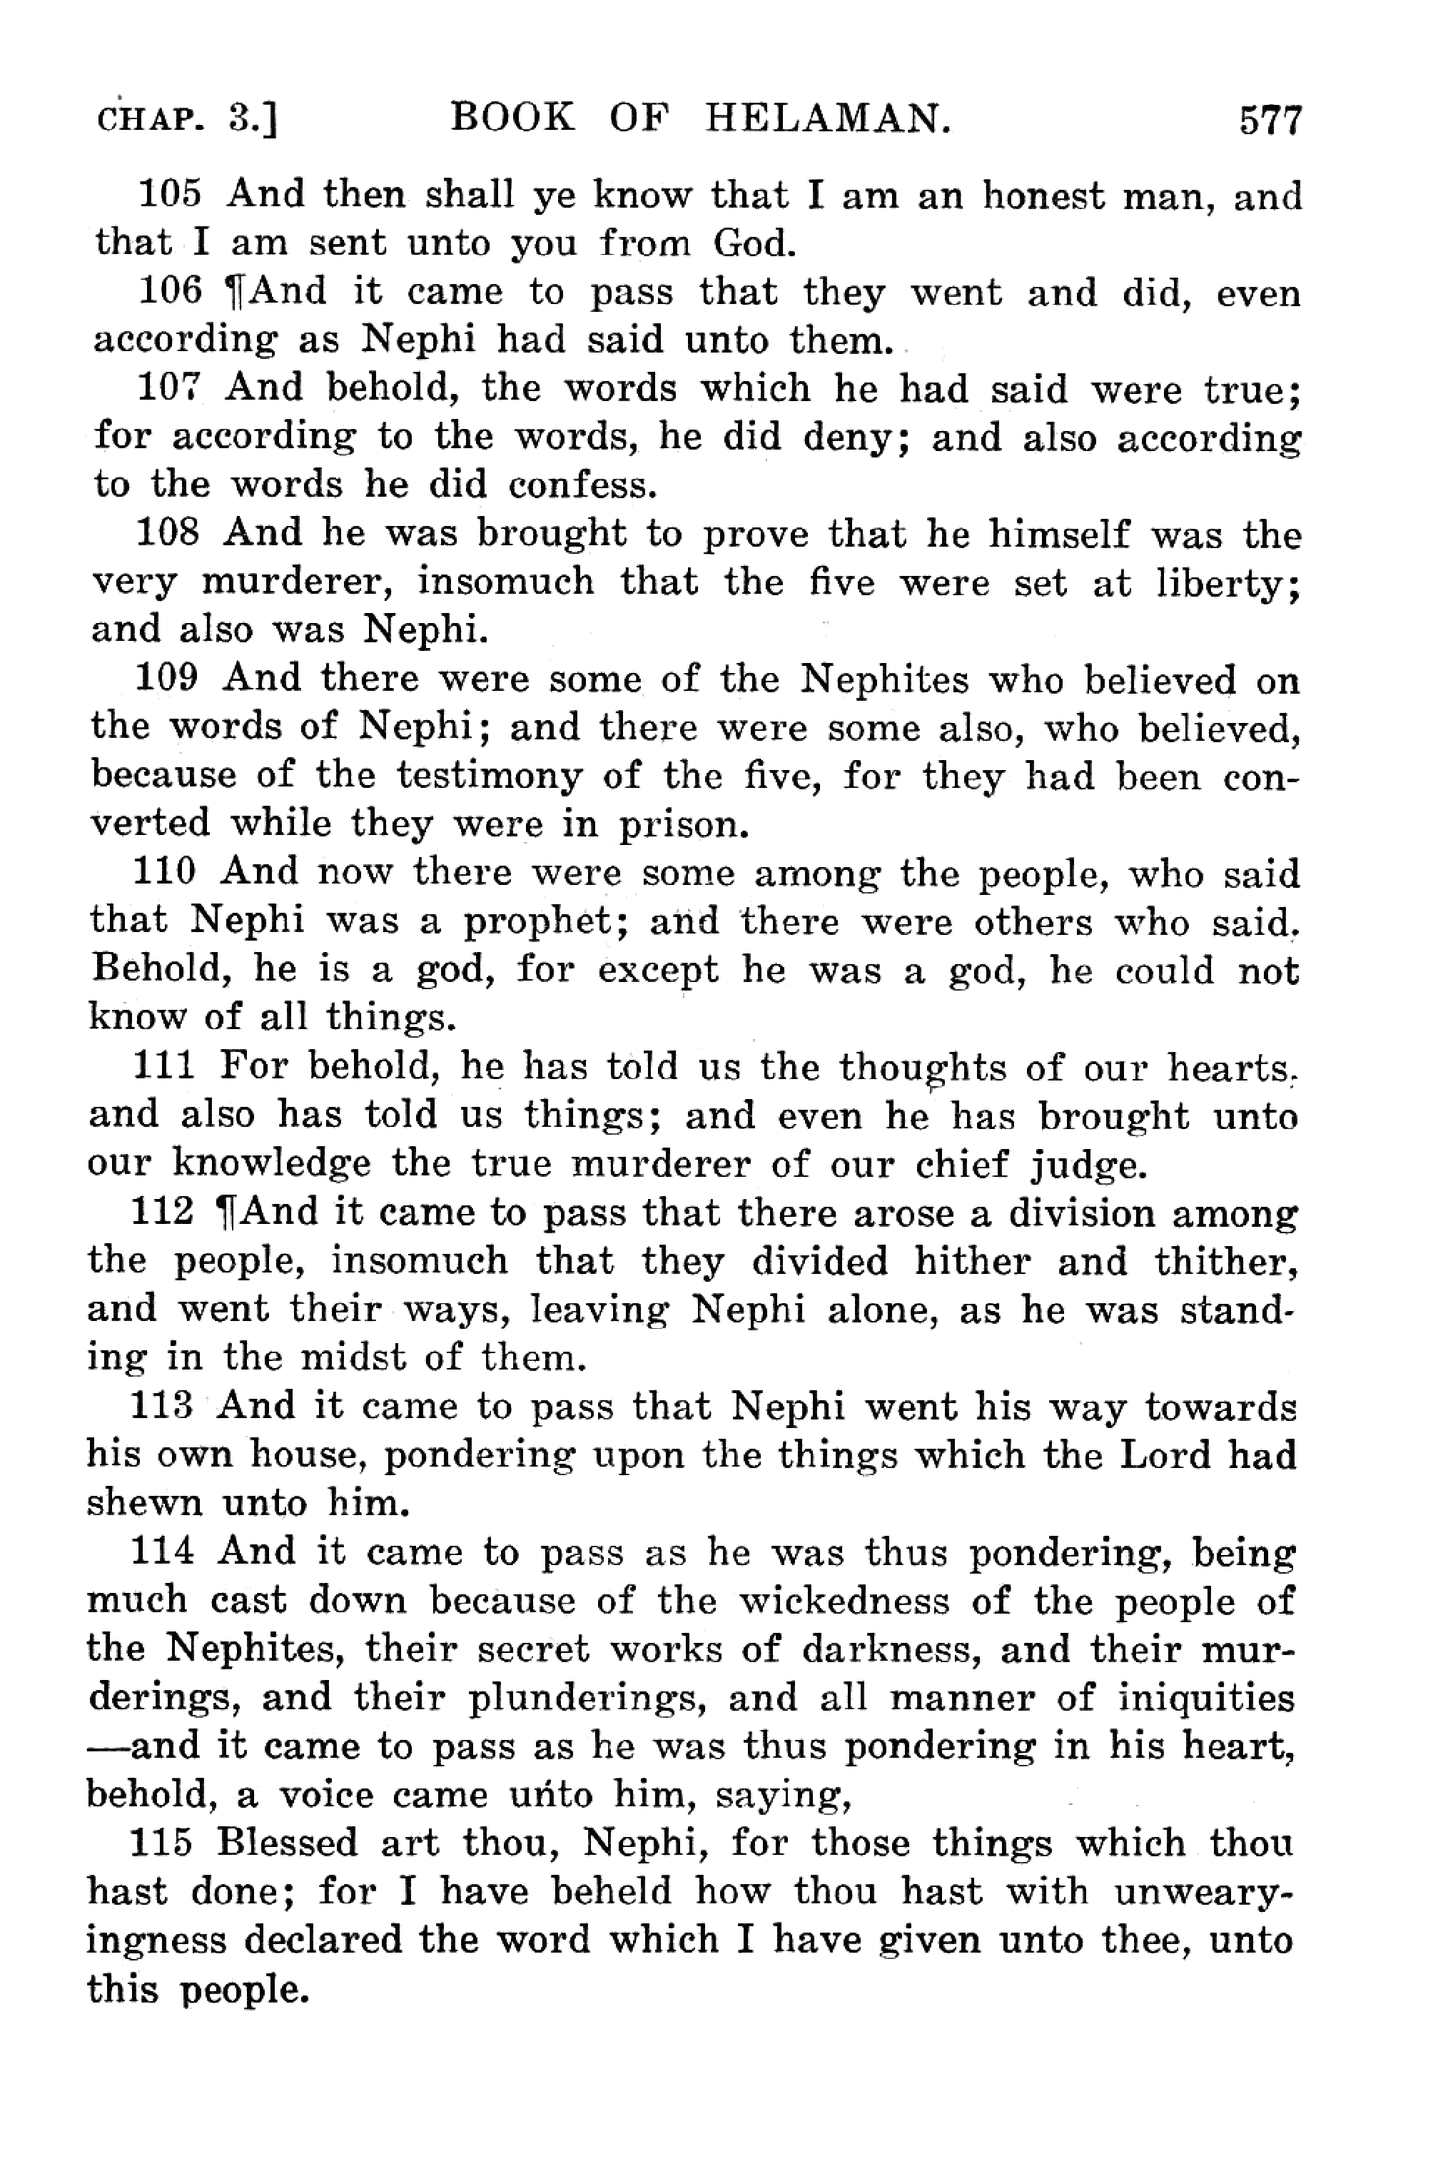 CHAP. 3.] BOOK OF HELAMAN. 577
105 And then shall ye know that I am an honest man, and
that I am sent unto you from God.
106 ¶And it came to pass that they went and did, even
according as Nephi had said unto them.
107 And behold, the words which he had said were true;
for according to the words, he did deny; and also according
to the words he did confess.
108 And he was brought to prove that he himself was the
very murderer, insomuch that the five were set at liberty;
and also was Nephi.
109 And there were some of the Nephites who believed on
the words of Nephi; and there were some also, who believed,
because of the testimony of the five, for they had been con-
verted while they were in prison.
110 And now there were some among the people, who said
that Nephi was a prophet; and there were others who said.
Behold, he is a god, for except he was a god, he could not
know of all things.
111 For behold, he has told us the thoughts of our hearts;
and also has told us things; and even he has brought unto
our knowledge the true murderer of our chief judge.
112 ¶And it came to pass that there arose a division among
the people, insomuch that they divided hither and thither,
and went their ways, leaving Nephi alone, as he was stand-
ing in the midst of them.
113 And it came to pass that Nephi went his way towards
his own house, pondering upon the things which the Lord had
shewn unto him.
114 And it came to pass as he was thus pondering, being
much cast down because of the wickedness of the people of
the Nephites, their secret works of darkness, and their mur-
derings, and their plunderings, and all manner of iniquities
—and it came to pass as he was thus pondering in his heart,
behold, a voice came unto him, saying,
115 Blessed art thou, Nephi, for those things which thou
hast done; for I have beheld how thou hast with unweary-
ingness declared the word which I have given unto thee, unto
this people.